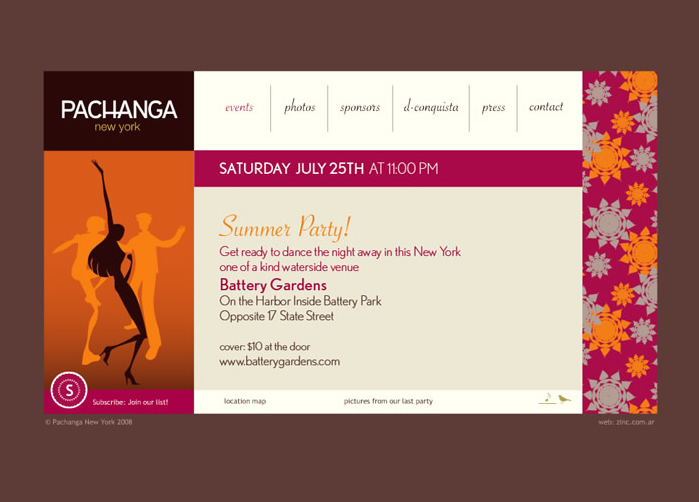 PACHANGA
new york
events
photos
sponsors
d-conquista
press
contact
SATURDAY JULY 25TH AT 11:00 PM
Summer Party!
Get ready to dance the night away in this New York
one of a kind waterside venue
Battery Gardens
On the Harbor Inside Battery Park
Opposite 17 State Street
cover: $10 at the door
www.batterygardens.com
S
Subscribe: Join our list!
location map
pictures from our last party
© Pachanga New York 2008
web: zinc.com.ar